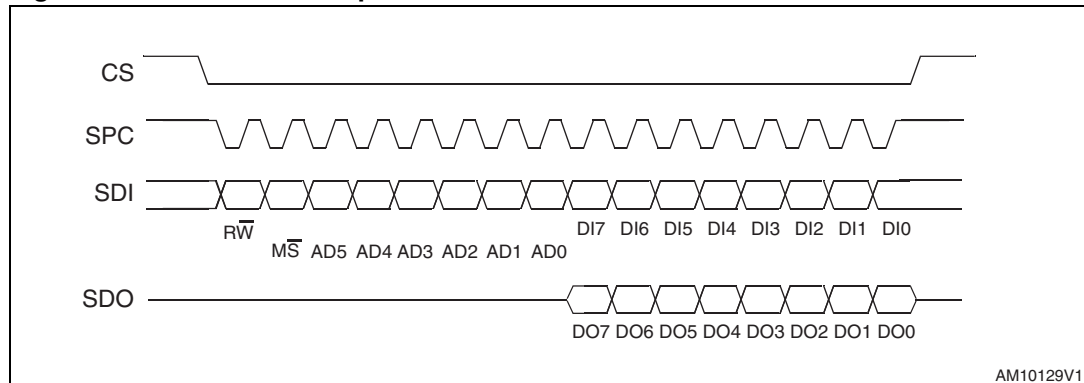 CS
SPC
SDI
RW̅ DI7 DI6 DI5 DI4 DI3 DI2 DI1 DI0
MS̅ AD5 AD4 AD3 AD2 AD1 AD0
SDO
DO7 DO6 DO5 DO4 DO3 DO2 DO1 DO0
AM10129V1